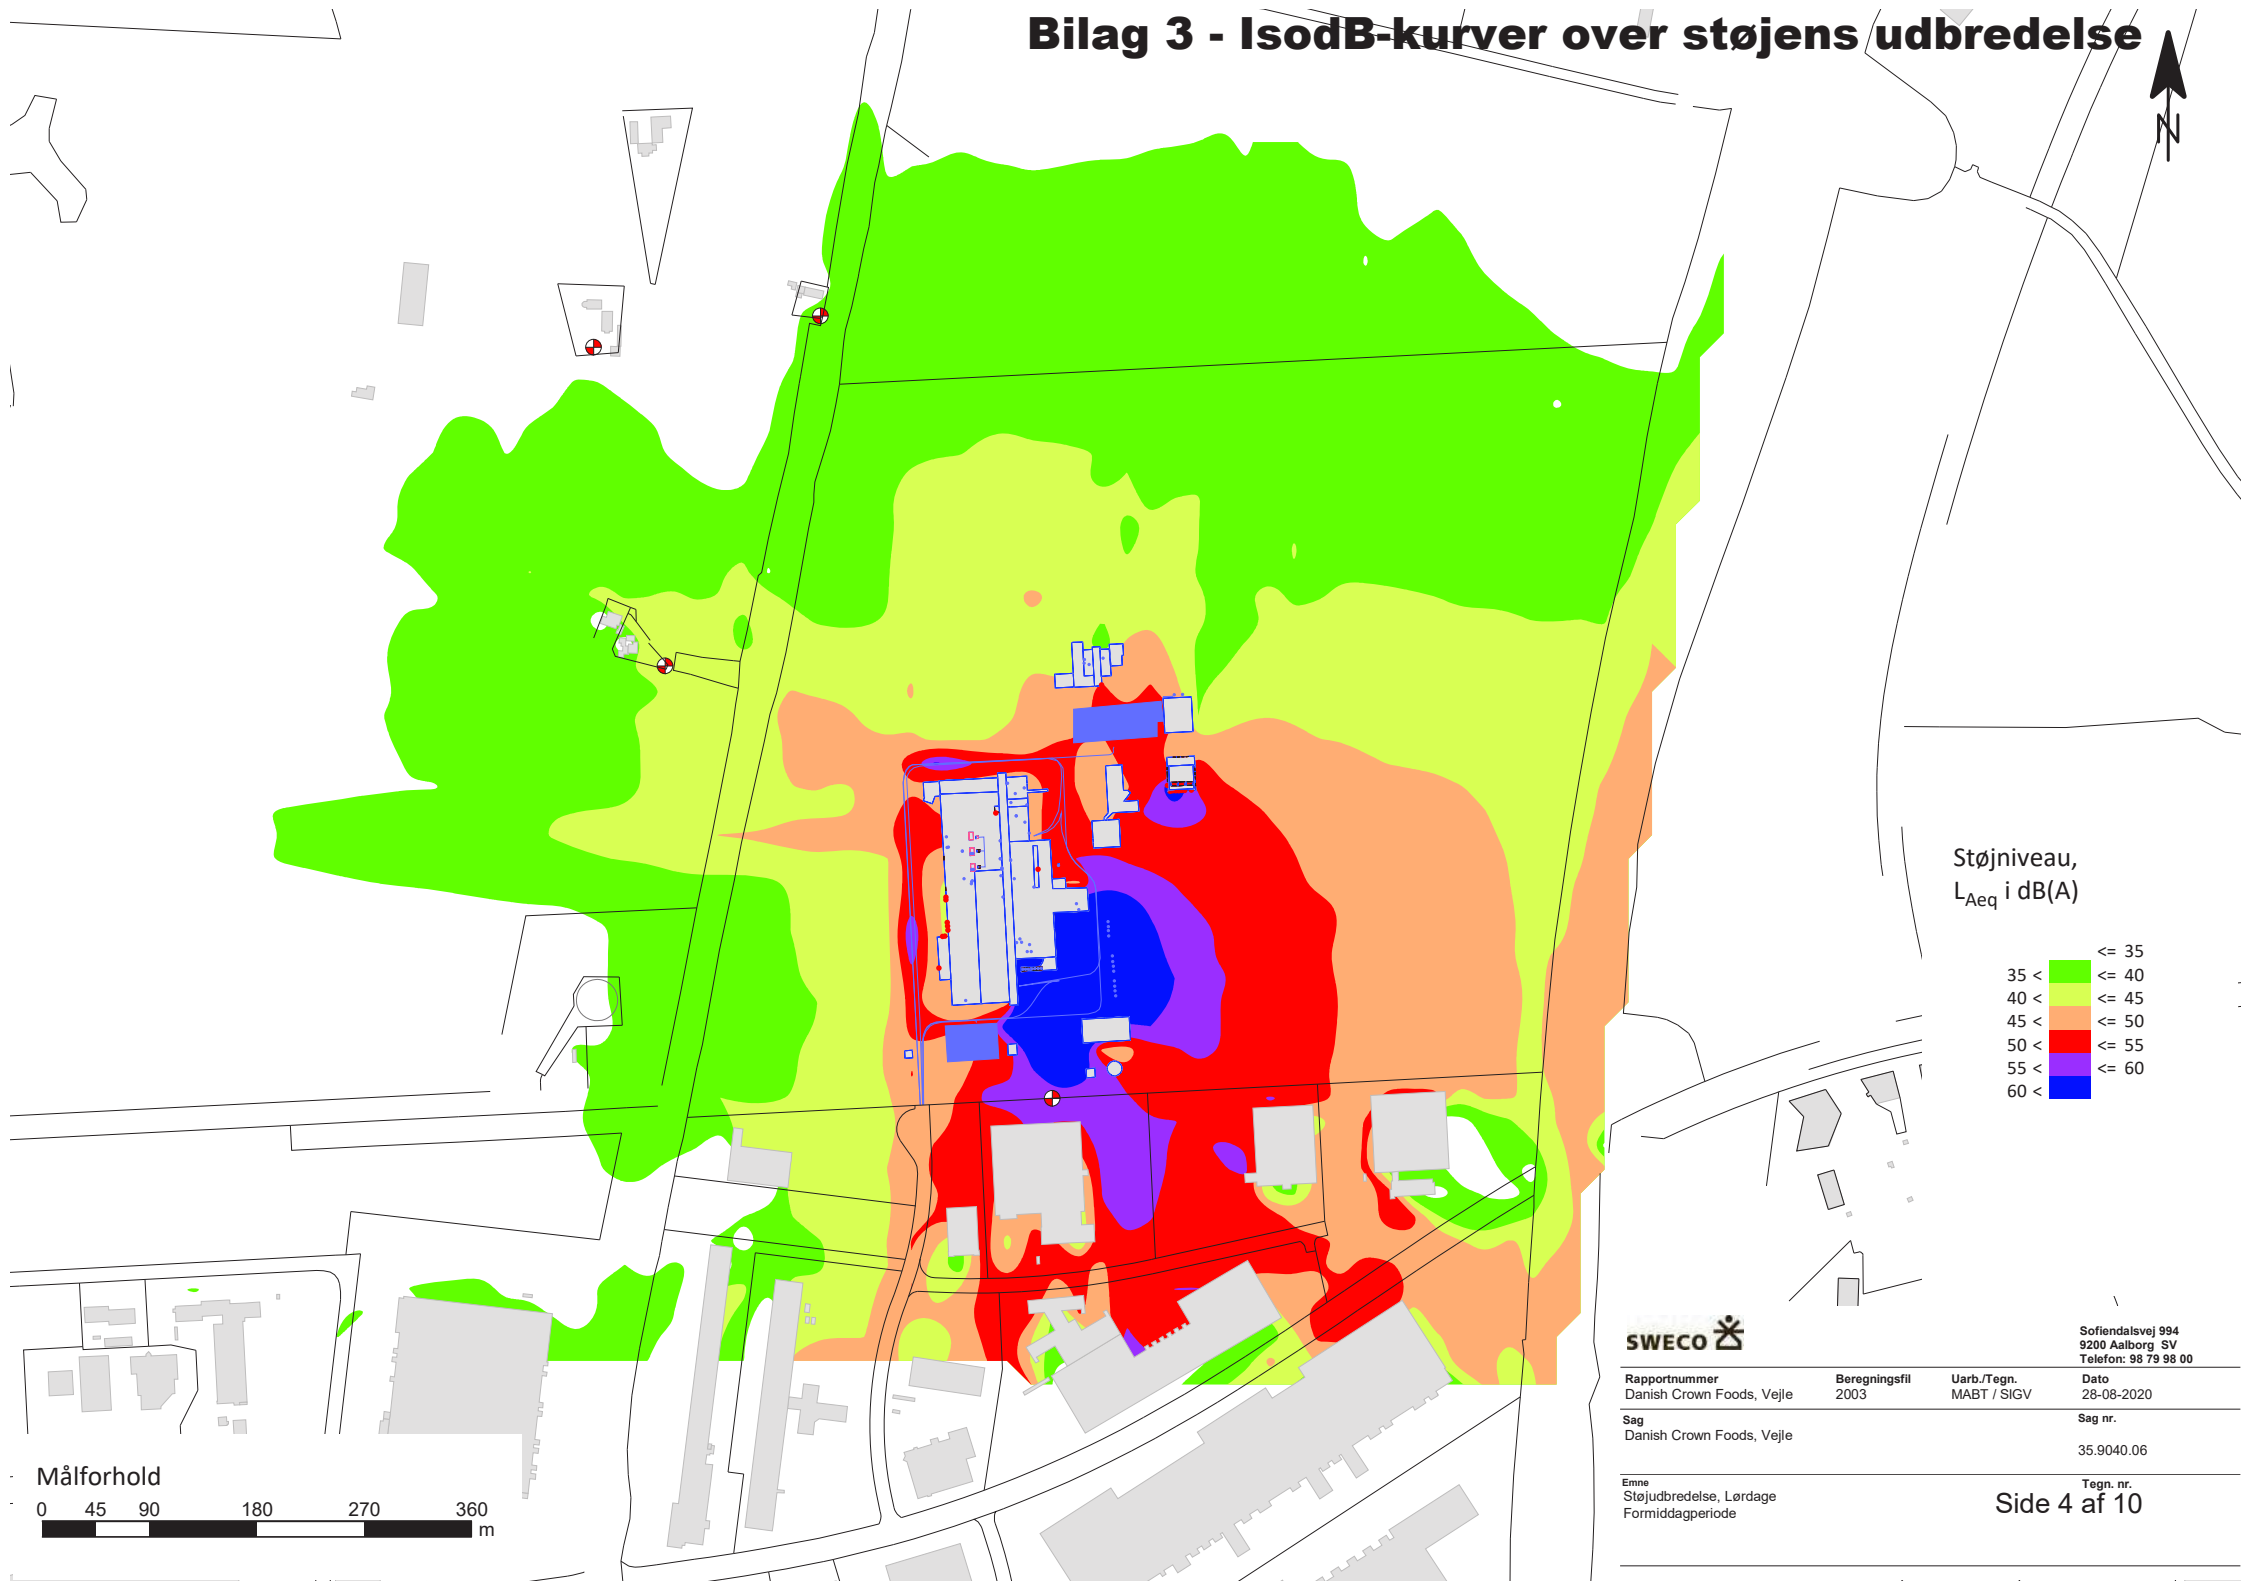 Bilag 3 - IsodB-kurver over støjens udbredelse
N
Støjniveau,
LAeq i dB(A)
<= 35
35 < <= 40
40 < <= 45
45 < <= 50
50 < <= 55
55 < <= 60
60 <
Målforhold
0 45 90 180 270 360
m
SWECO
Sofiendalsvej 994
9200 Aalborg SV
Telefon: 98 79 98 00
Rapportnummer Beregningsfil Uarb./Tegn. Dato
Danish Crown Foods, Vejle 2003 MABT / SIGV 28-08-2020
Sag Sag nr.
Danish Crown Foods, Vejle
35.9040.06
Emne Tegn. nr.
Støjudbredelse, Lørdage
Formiddagperiode
Side 4 af 10